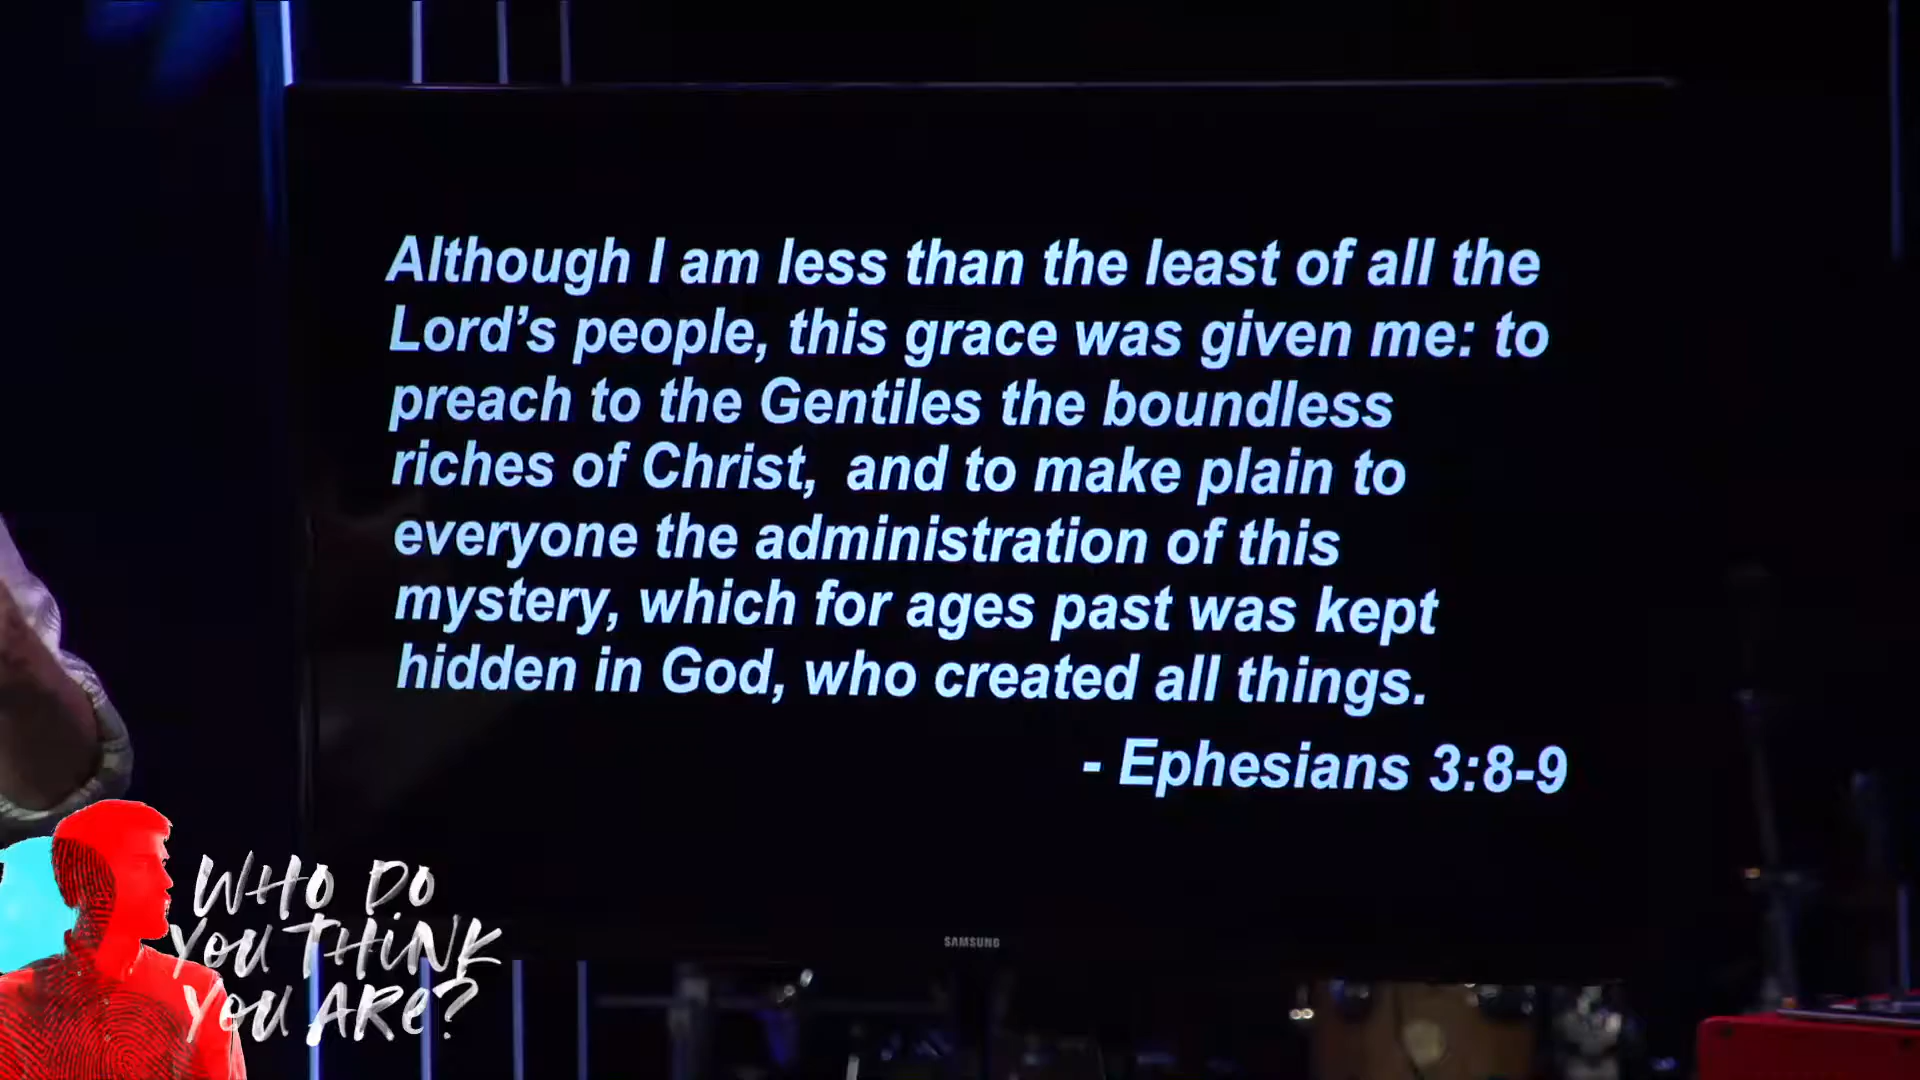 Although I am less than the least of all the
Lord’s people, this grace was given me: to
preach to the Gentiles the boundless
riches of Christ,  and to make plain to
everyone the administration of this
mystery, which for ages past was kept
hidden in God, who created all things.
- Ephesians 3:8-9
SAMSUNG
WHO DO
YOU THINK
YOU ARE?